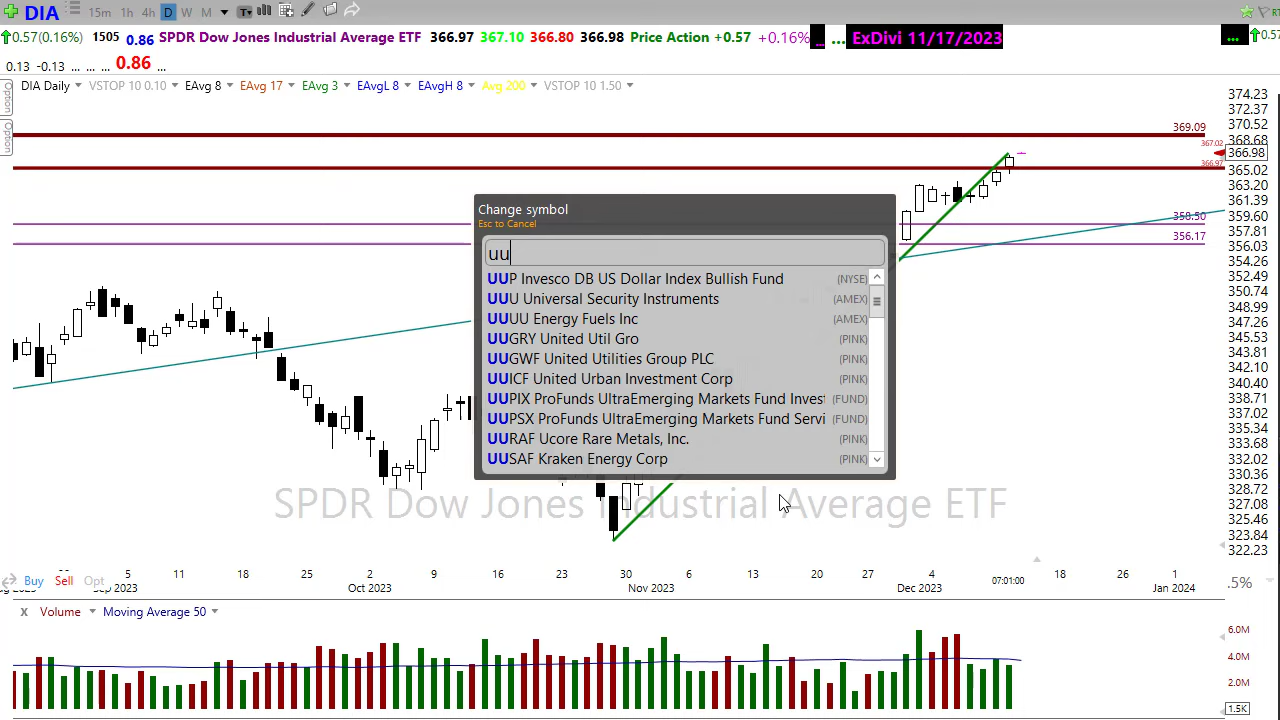 DIA 15m 1h 4h D W M T
0.57(0.16%) 1505 0.86 SPDR Dow Jones Industrial Average ETF 366.97 367.10 366.80 366.98 Price Action +0.57 +0.16% ... ... ExDivi 11/17/2023 ... 0.57
0.13 -0.13 ... ... 0.86 ...
DIA Daily VSTOP 10 0.10 EAvg 8 EAvg 17 EAvg 3 EAvgL 8 EAvgH 8 Avg 200 VSTOP 10 1.50
Option
Option
374.23
372.37
370.52
369.09
368.68
367.02
366.98
366.97
365.02
363.20
361.39
359.60
358.50
357.81
356.17
356.03
354.26
352.49
350.74
348.99
347.26
345.53
343.81
342.10
340.40
338.71
337.02
335.34
333.68
332.02
330.36
328.72
327.08
325.46
323.84
322.23
Change symbol
Esc to Cancel
uu
UUP Invesco DB US Dollar Index Bullish Fund (NYSE)
UUU Universal Security Instruments (AMEX)
UUUU Energy Fuels Inc (AMEX)
UUGRY United Util Gro (PINK)
UUGWF United Utilities Group PLC (PINK)
UUICF United Urban Investment Corp (PINK)
UUPIX ProFunds UltraEmerging Markets Fund Invest (FUND)
UUPSX ProFunds UltraEmerging Markets Fund Servi (FUND)
UURAF Ucore Rare Metals, Inc. (PINK)
UUSAF Kraken Energy Corp (PINK)
SPDR Dow Jones Industrial Average ETF
Buy Sell Opt
5 11 18 25 2 9 16 23 30 6 13 20 27 4 07:01:00 18 26 1 .5%
Sep 2023 Oct 2023 Nov 2023 Dec 2023 Jan 2024
x Volume Moving Average 50
6.0M
4.0M
2.0M
1.5K